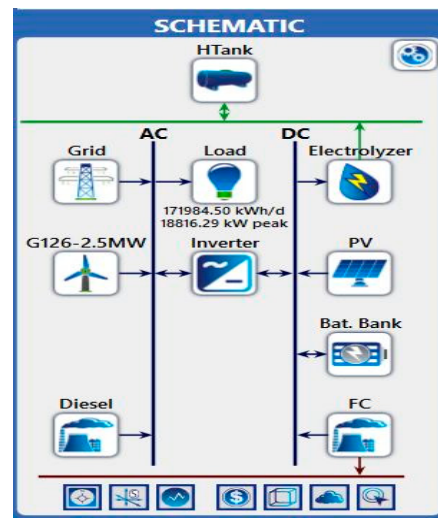 SCHEMATIC
HTank
AC
DC
Grid
Load
Electrolyzer
171984.50 kWh/d
18816.29 kW peak
G126-2.5MW
Inverter
PV
Bat. Bank
Diesel
FC